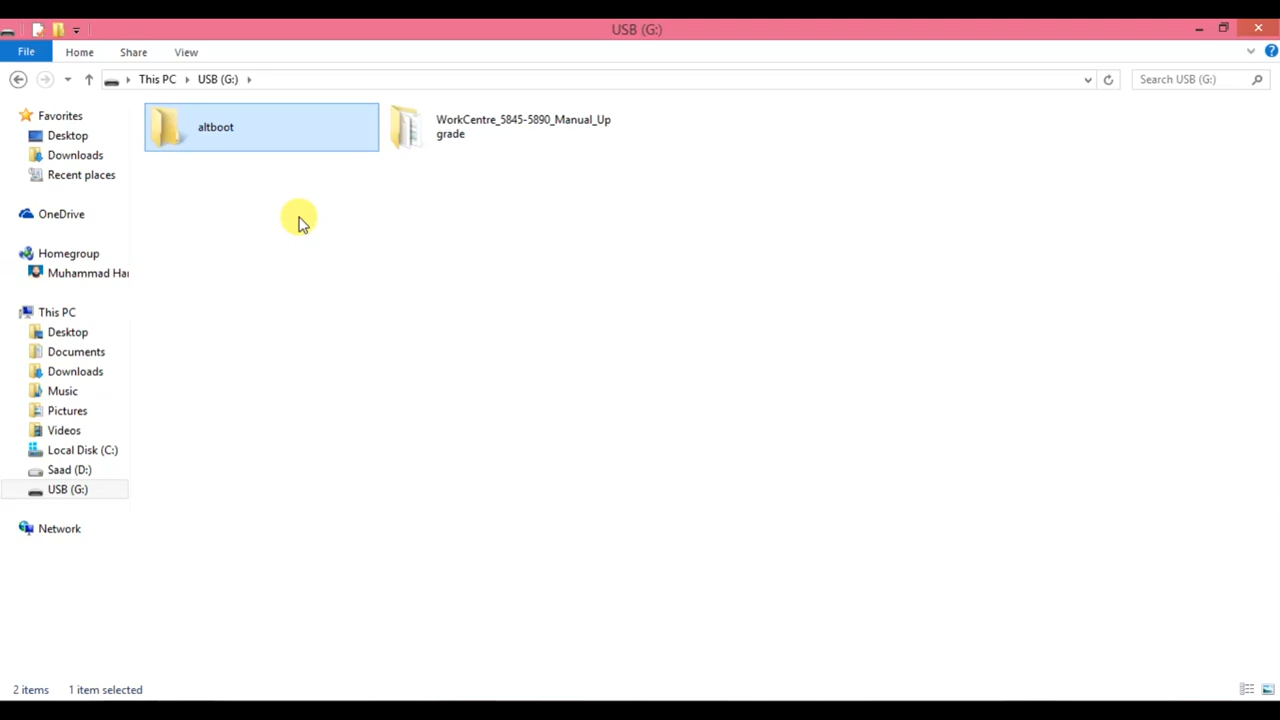 USB (G:)
File Home Share View
This PC USB (G:)
Search USB (G:)
Favorites
Desktop
Downloads
Recent places
OneDrive
Homegroup
Muhammad Har
This PC
Desktop
Documents
Downloads
Music
Pictures
Videos
Local Disk (C:)
Saad (D:)
USB (G:)
Network
altboot
WorkCentre_5845-5890_Manual_Up
grade
2 items 1 item selected